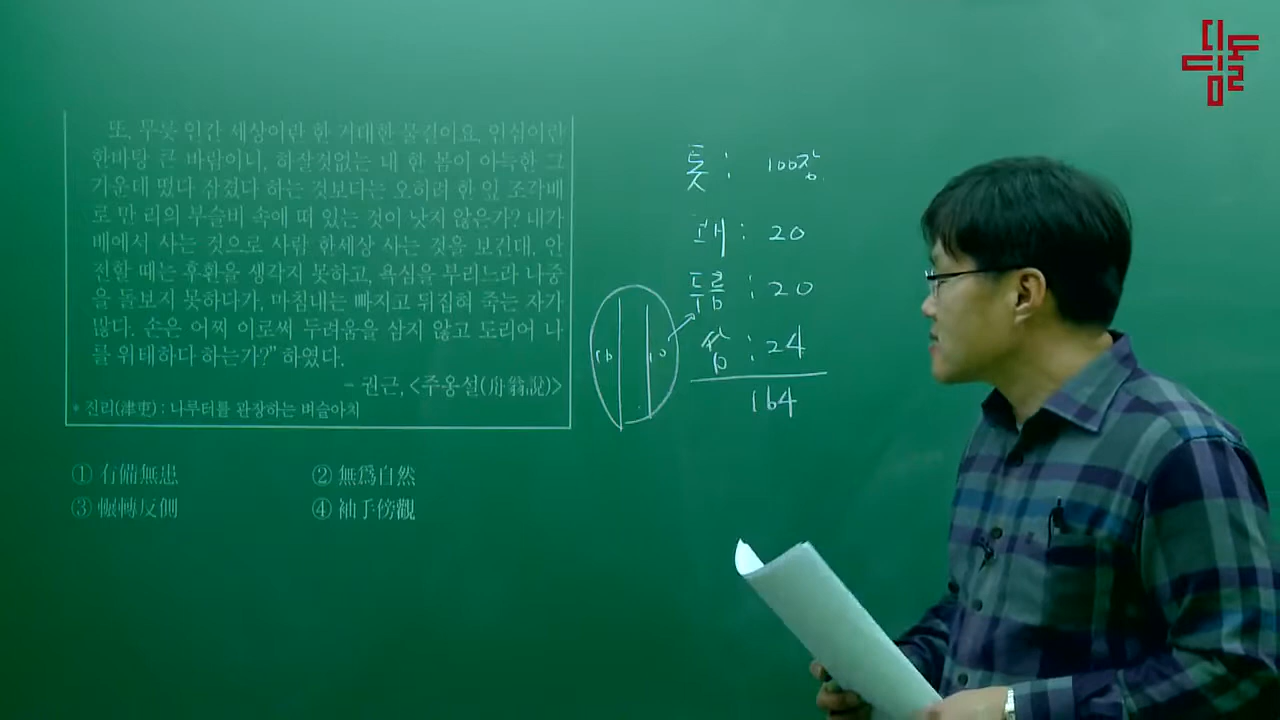 또, 무릇 인간 세상이란 한 거대한 물결이요, 인심이란
한바탕 큰 바람이니, 하잘것없는 내 한 몸이 아득한 그
가운데 떴다 잠겼다 하는 것보다는 오히려 한 잎 조각배
로 만 리의 부슬비 속에 떠 있는 것이 낫지 않은가? 내가
배에서 사는 것으로 사람 한세상 사는 것을 보건대, 안
전할 때는 후환을 생각지 못하고, 욕심을 부리느라 나중
을 돌보지 못하다가, 마침내는 빠지고 뒤집혀 죽는 자가
많다. 손은 어찌 이로써 두려움을 삼지 않고 도리어 나
를 위태하다 하는가?" 하였다.
- 권근, <주옹설(舟翁說)>
* 진리(津吏) : 나루터를 관장하는 벼슬아치
① 有備無患
② 無爲自然
③ 輾轉反側
④ 袖手傍觀
톳 : 100장
쾌 : 20
두름 : 20
쌈 : 24
164
10
10